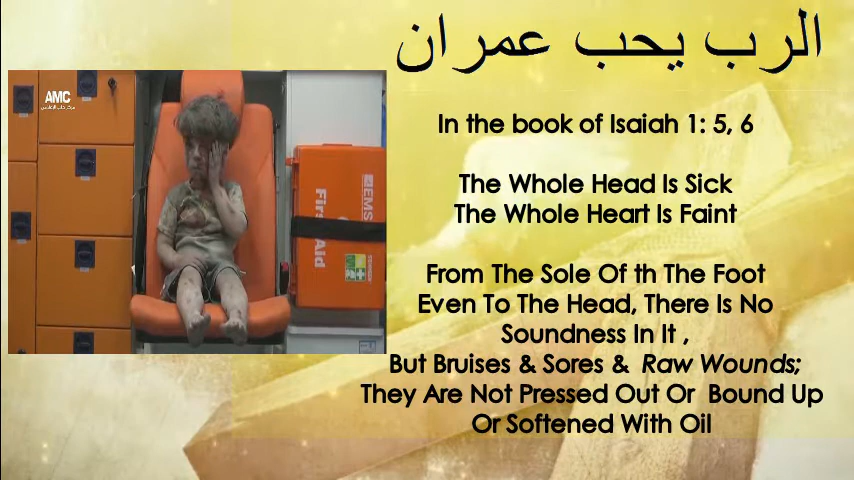 الرب يحب عمران
In the book of Isaiah 1: 5, 6
The Whole Head Is Sick
The Whole Heart Is Faint
From The Sole Of th The Foot
Even To The Head, There Is No
Soundness In It ,
But Bruises & Sores & Raw Wounds;
They Are Not Pressed Out Or Bound Up
Or Softened With Oil
AMC
مركز حلب الإعلامي
EMS
First Aid